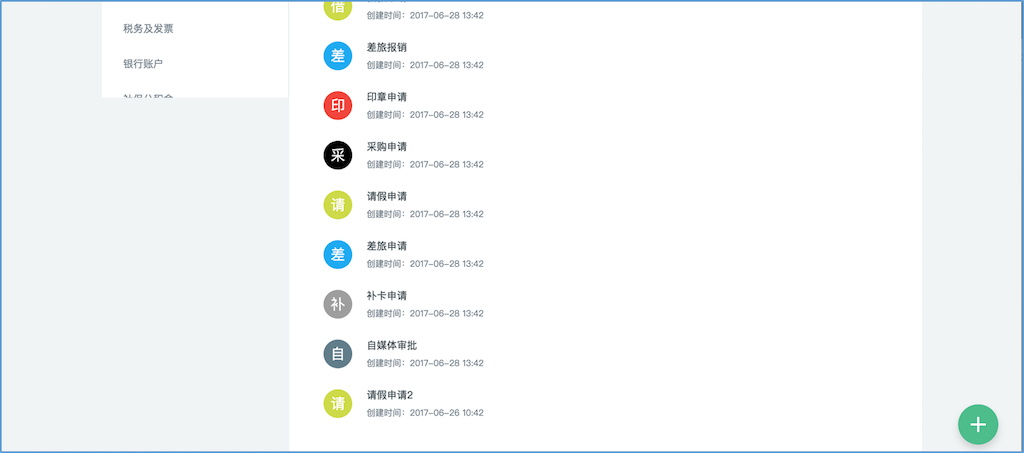 税务及发票
银行账户
借
创建时间：2017-06-28 13:42
差
差旅报销
创建时间：2017-06-28 13:42
印
印章申请
创建时间：2017-06-28 13:42
采
采购申请
创建时间：2017-06-28 13:42
请
请假申请
创建时间：2017-06-28 13:42
差
差旅申请
创建时间：2017-06-28 13:42
补
补卡申请
创建时间：2017-06-28 13:42
自
自媒体审批
创建时间：2017-06-28 13:42
请
请假申请2
创建时间：2017-06-26 10:42